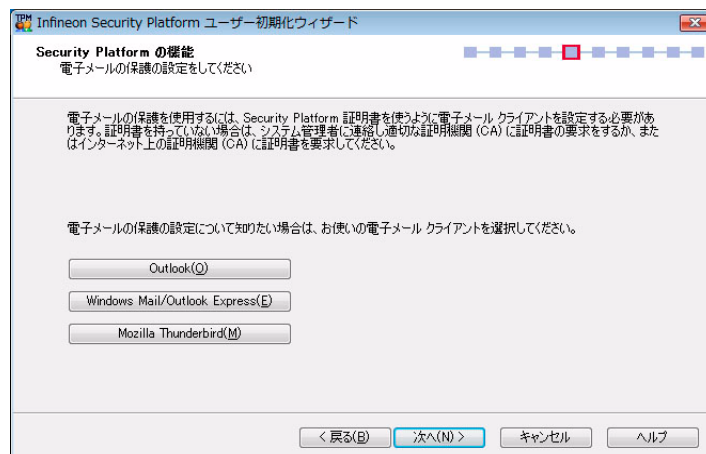 Infineon Security Platform ユーザー初期化ウィザード
Security Platform の機能
電子メールの保護の設定をしてください
電子メールの保護を使用するには、Security Platform 証明書を使うように電子メール クライアントを設定する必要があ
ります。証明書を持っていない場合は、システム管理者に連絡し適切な証明機関 (CA) に証明書の要求をするか、また
はインターネット上の証明機関 (CA) に証明書を要求してください。
電子メールの保護の設定について知りたい場合は、お使いの電子メール クライアントを選択してください。
Outlook(O)
Windows Mail/Outlook Express(E)
Mozilla Thunderbird(M)
< 戻る(B)
次へ(N) >
キャンセル
ヘルプ